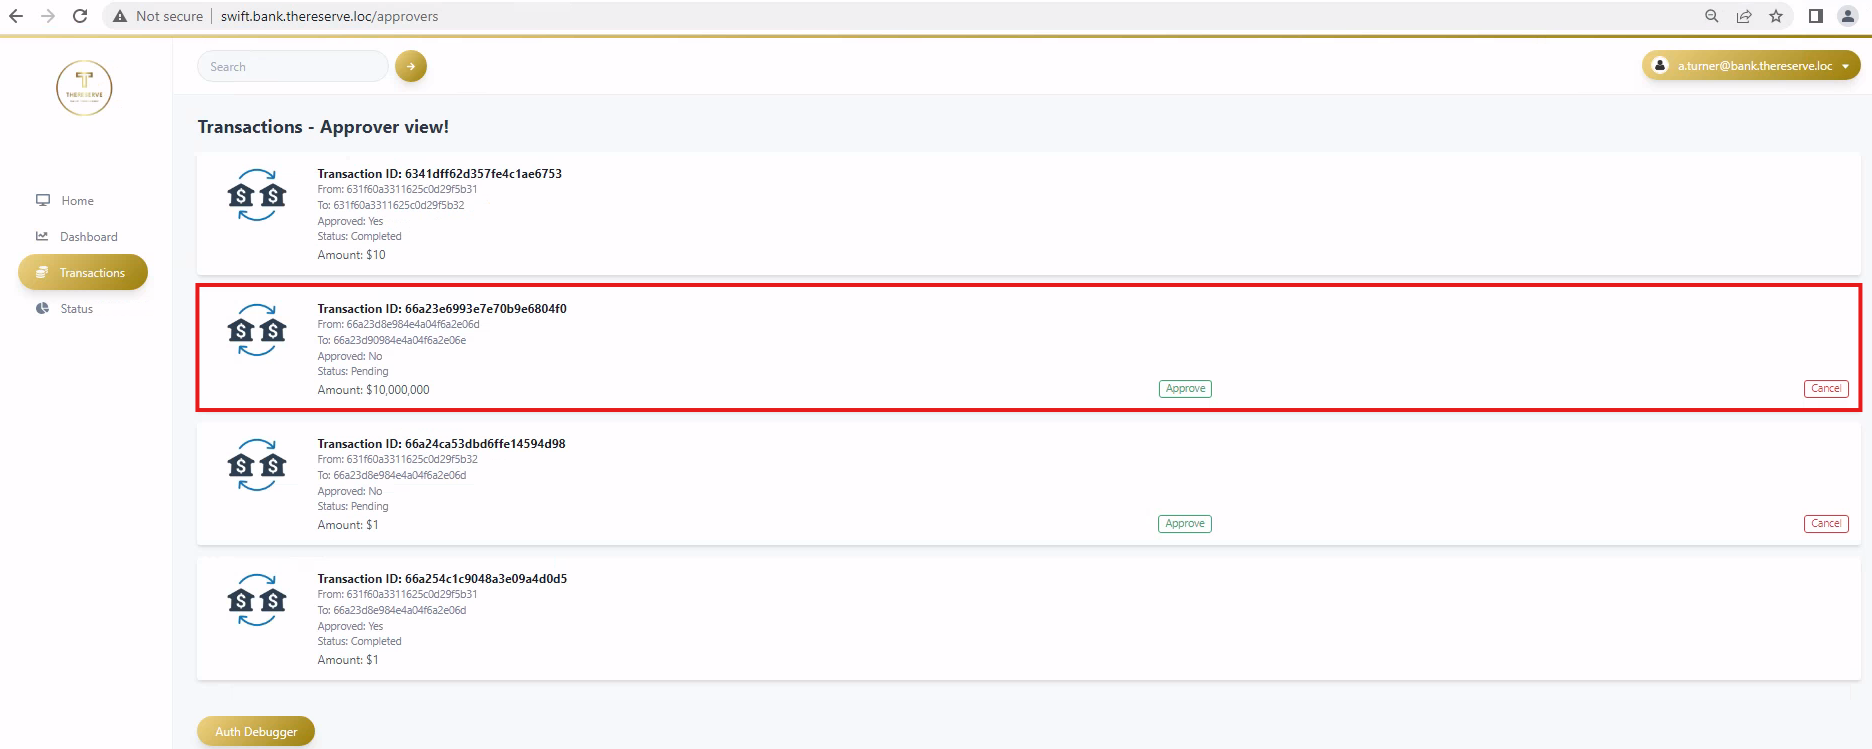 Not secure swift.bank.thereserve.loc/approvers
T
THERESERVE
Search
a.turner@bank.thereserve.loc
Home
Dashboard
Transactions
Status
Transactions - Approver view!
Transaction ID: 6341dff62d357fe4c1ae6753
From: 631f60a3311625c0d29f5b31
To: 631f60a3311625c0d29f5b32
Approved: Yes
Status: Completed
Amount: $10
Transaction ID: 66a23e6993e7e70b9e6804f0
From: 66a23d8e984e4a04f6a2e06d
To: 66a23d90984e4a04f6a2e06e
Approved: No
Status: Pending
Amount: $10,000,000
Approve
Cancel
Transaction ID: 66a24ca53dbd6ffe14594d98
From: 631f60a3311625c0d29f5b32
To: 66a23d8e984e4a04f6a2e06d
Approved: No
Status: Pending
Amount: $1
Approve
Cancel
Transaction ID: 66a254c1c9048a3e09a4d0d5
From: 631f60a3311625c0d29f5b31
To: 66a23d8e984e4a04f6a2e06d
Approved: Yes
Status: Completed
Amount: $1
Auth Debugger